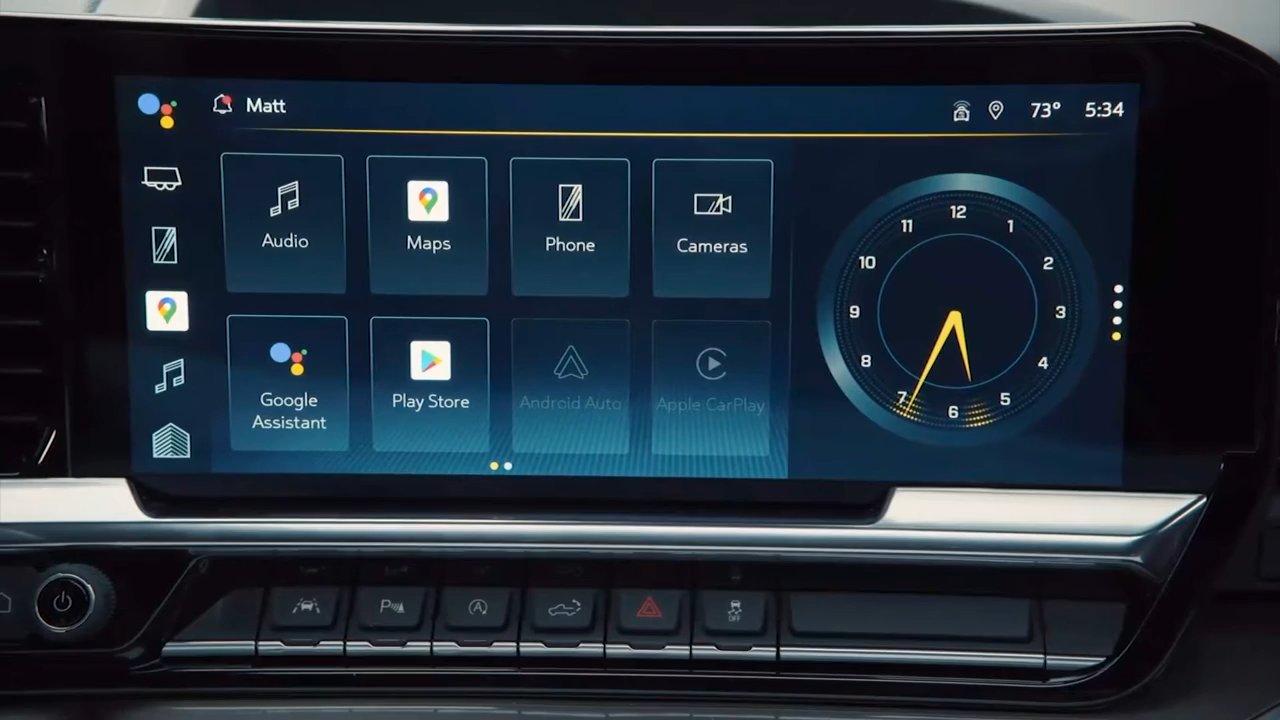 Matt
73°
5:34
Audio
Maps
Phone
Cameras
Google
Assistant
Play Store
Android Auto
Apple CarPlay
12
1
2
3
4
5
6
7
8
9
10
11
P
A
OFF